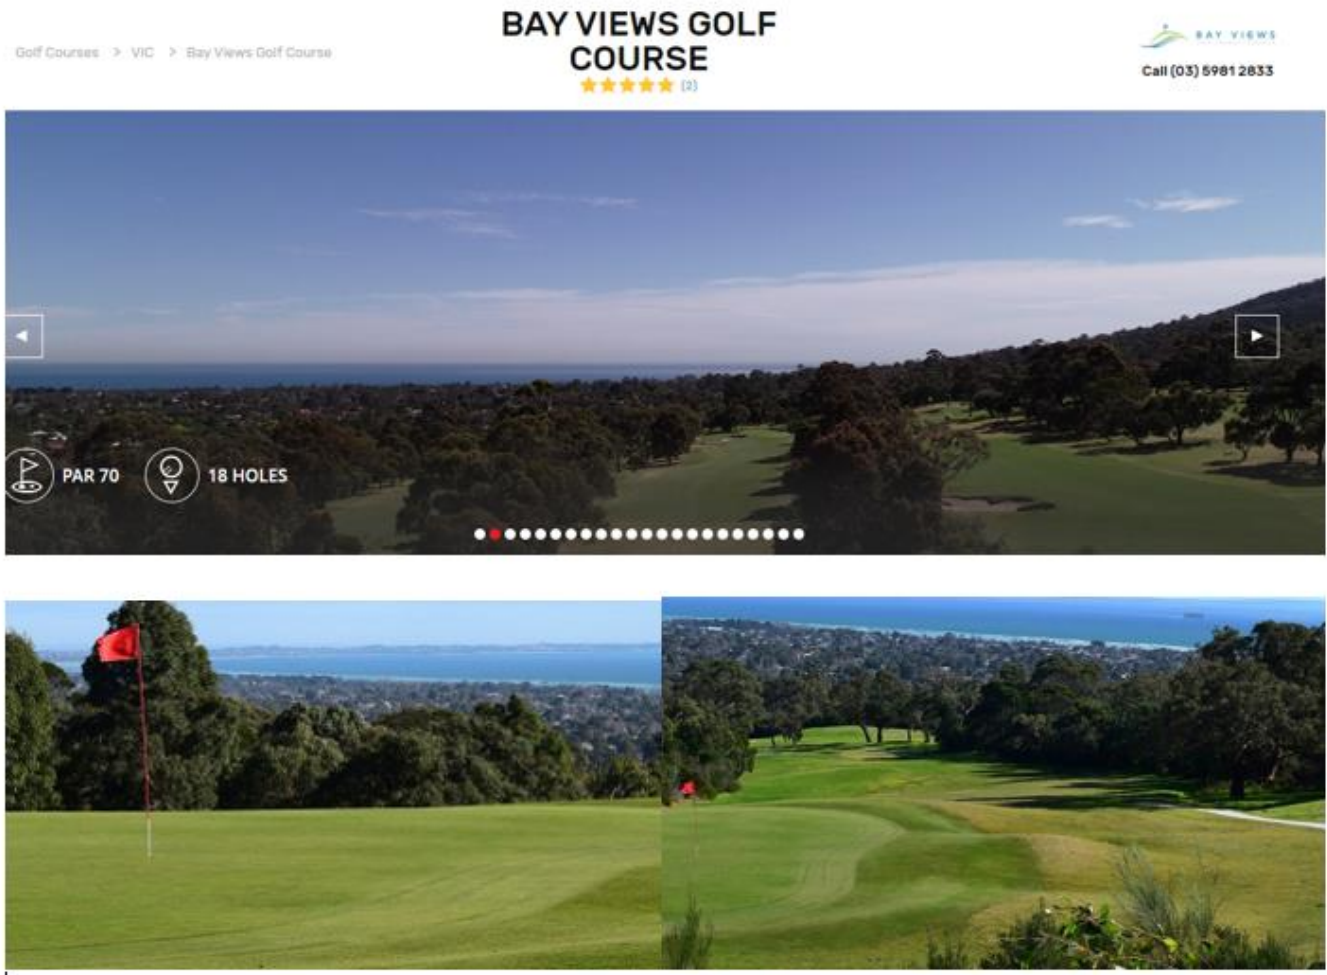 BAY VIEWS GOLF
COURSE
(2)
Golf Courses > VIC > Bay Views Golf Course
BAY VIEWS
Call (03) 5981 2833
PAR 70
18 HOLES